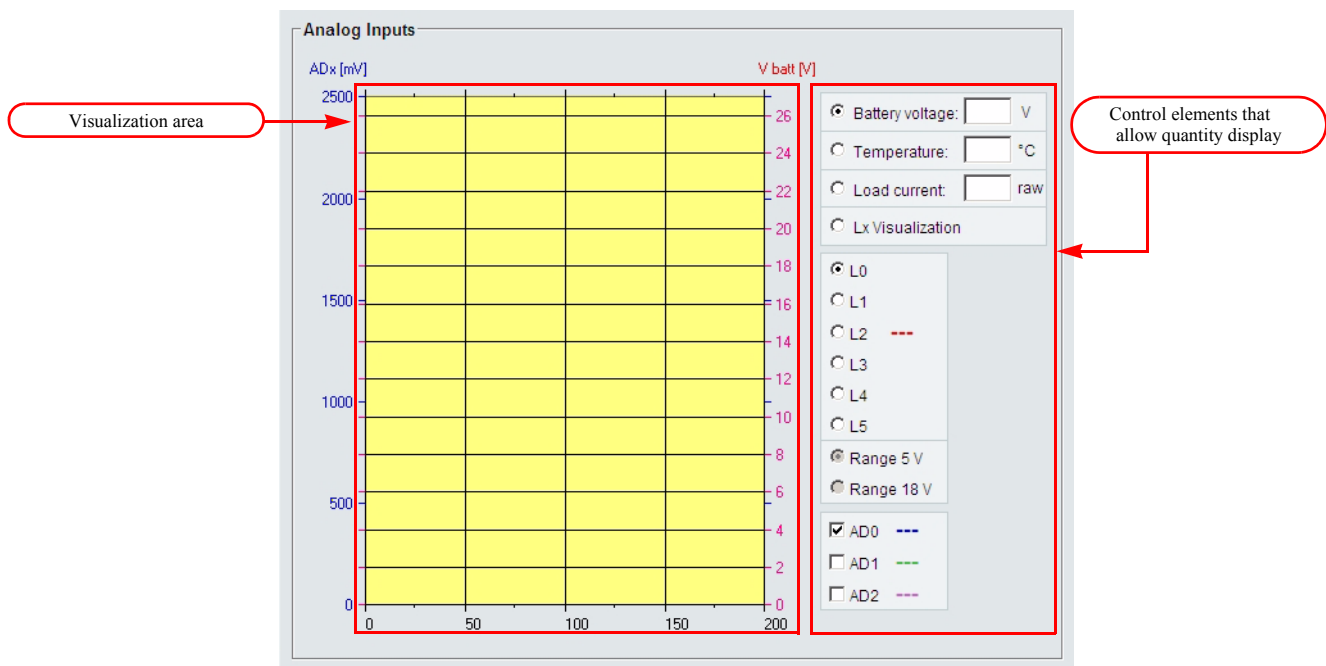 Analog Inputs
ADx [mV]
V batt [V]
2500
2000
1500
1000
500
0
26
24
22
20
18
16
14
12
10
8
6
4
2
0
0 50 100 150 200
Visualization area
Battery voltage: V
Temperature: °C
Load current: raw
Lx Visualization
L0
L1
L2 ---
L3
L4
L5
Range 5 V
Range 18 V
AD0 ---
AD1 ---
AD2 ---
Control elements that
allow quantity display